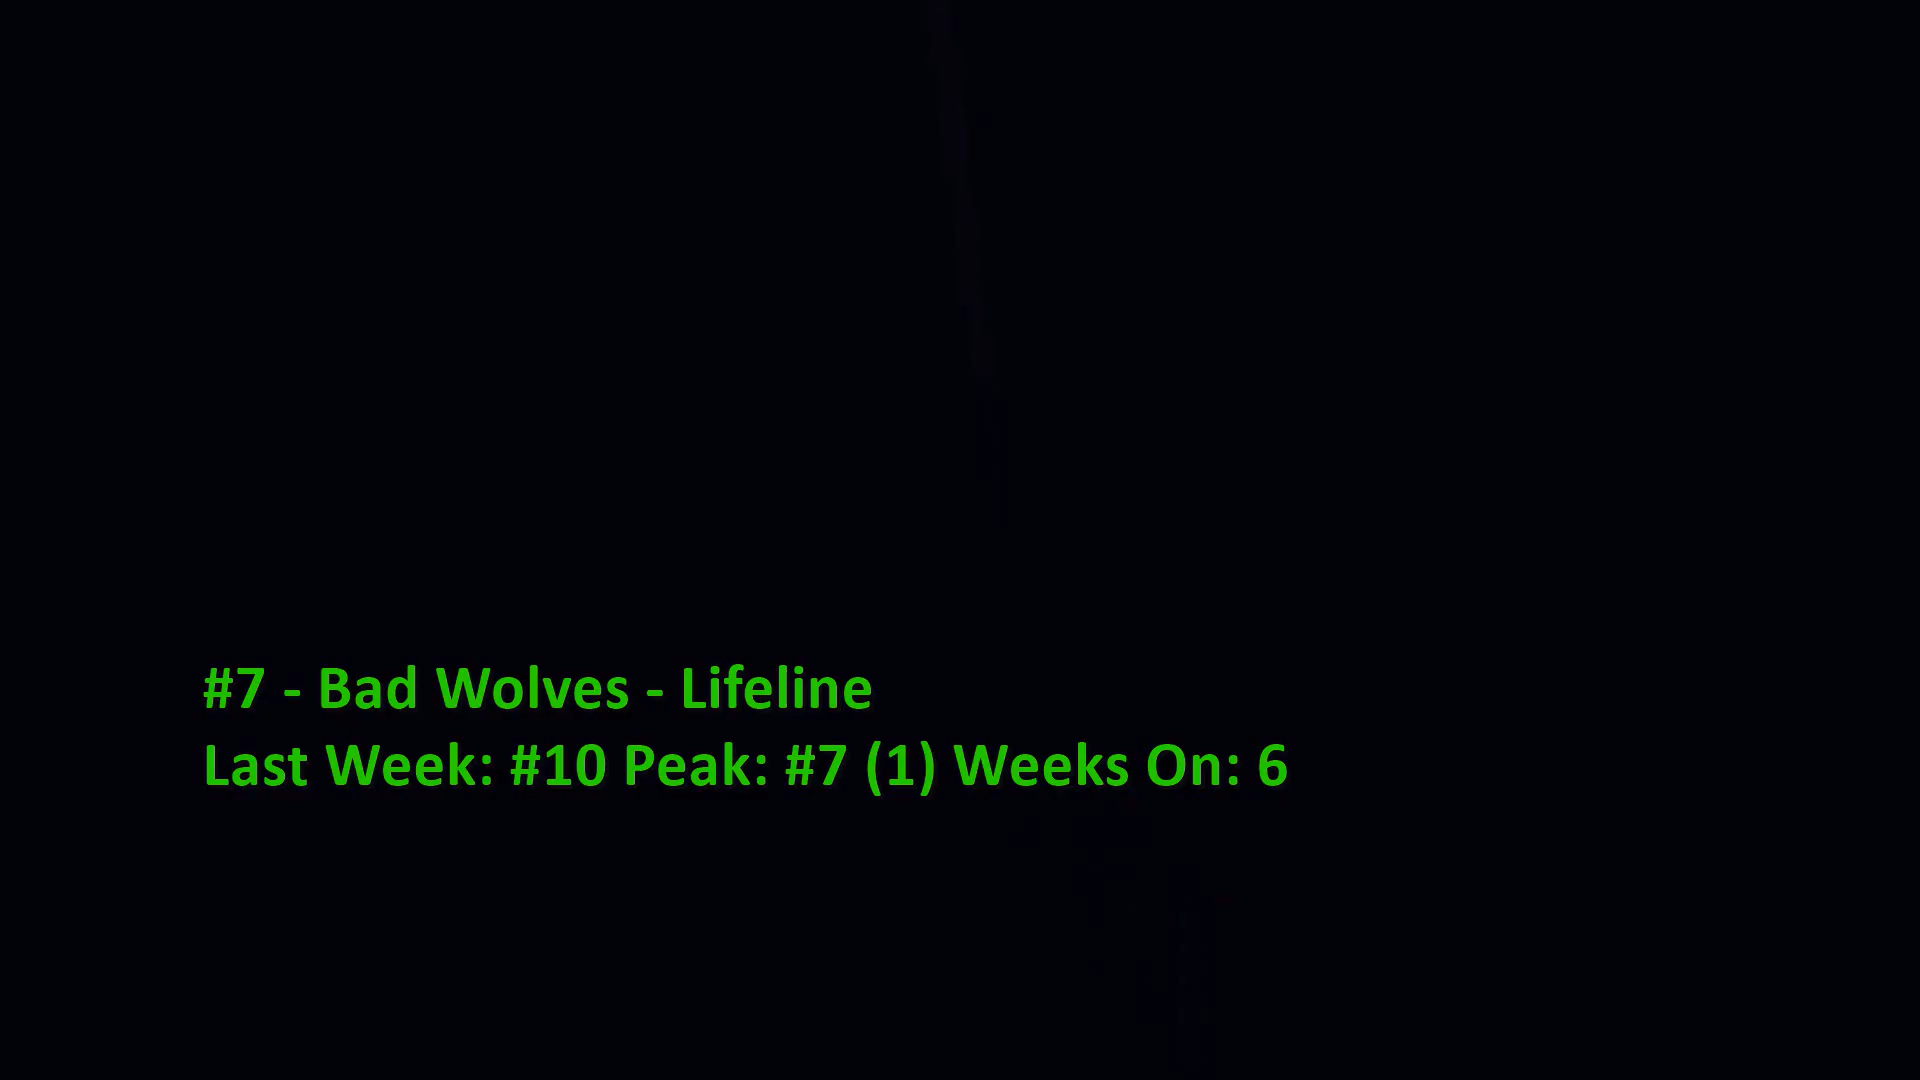 #7 - Bad Wolves - Lifeline
Last Week: #10 Peak: #7 (1) Weeks On: 6